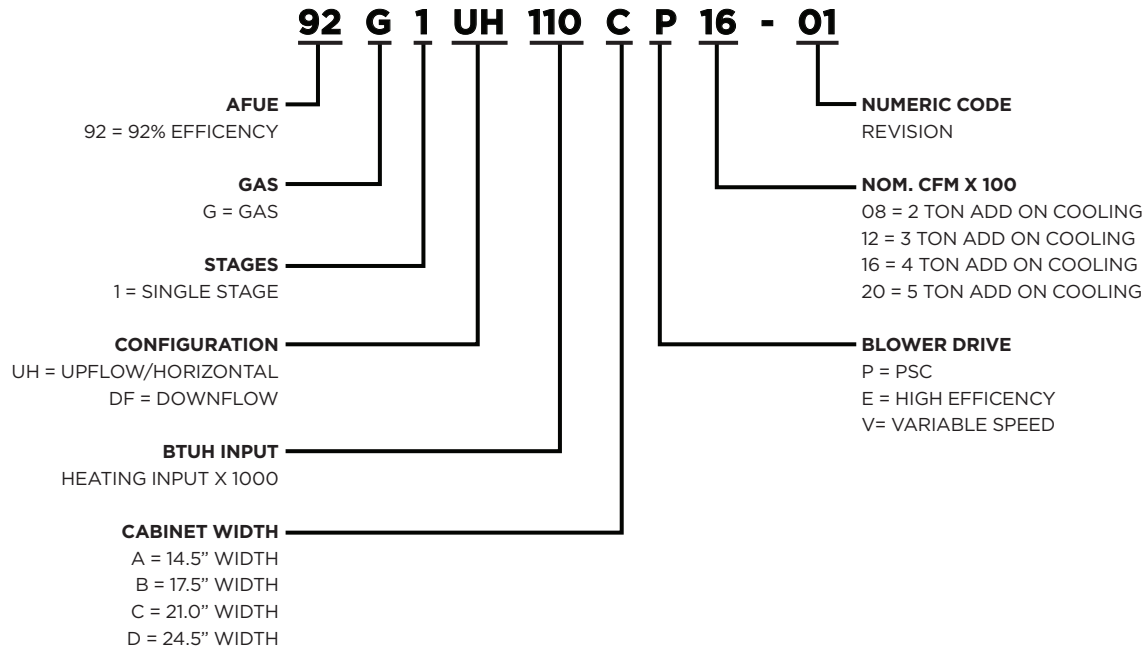 92 G 1 UH 110 C P 16 - 01
AFUE
92 = 92% EFFICENCY
GAS
G = GAS
STAGES
1 = SINGLE STAGE
CONFIGURATION
UH = UPFLOW/HORIZONTAL
DF = DOWNFLOW
BTUH INPUT
HEATING INPUT X 1000
CABINET WIDTH
A = 14.5” WIDTH
B = 17.5” WIDTH
C = 21.0” WIDTH
D = 24.5” WIDTH
NUMERIC CODE
REVISION
NOM. CFM X 100
08 = 2 TON ADD ON COOLING
12 = 3 TON ADD ON COOLING
16 = 4 TON ADD ON COOLING
20 = 5 TON ADD ON COOLING
BLOWER DRIVE
P = PSC
E = HIGH EFFICENCY
V= VARIABLE SPEED